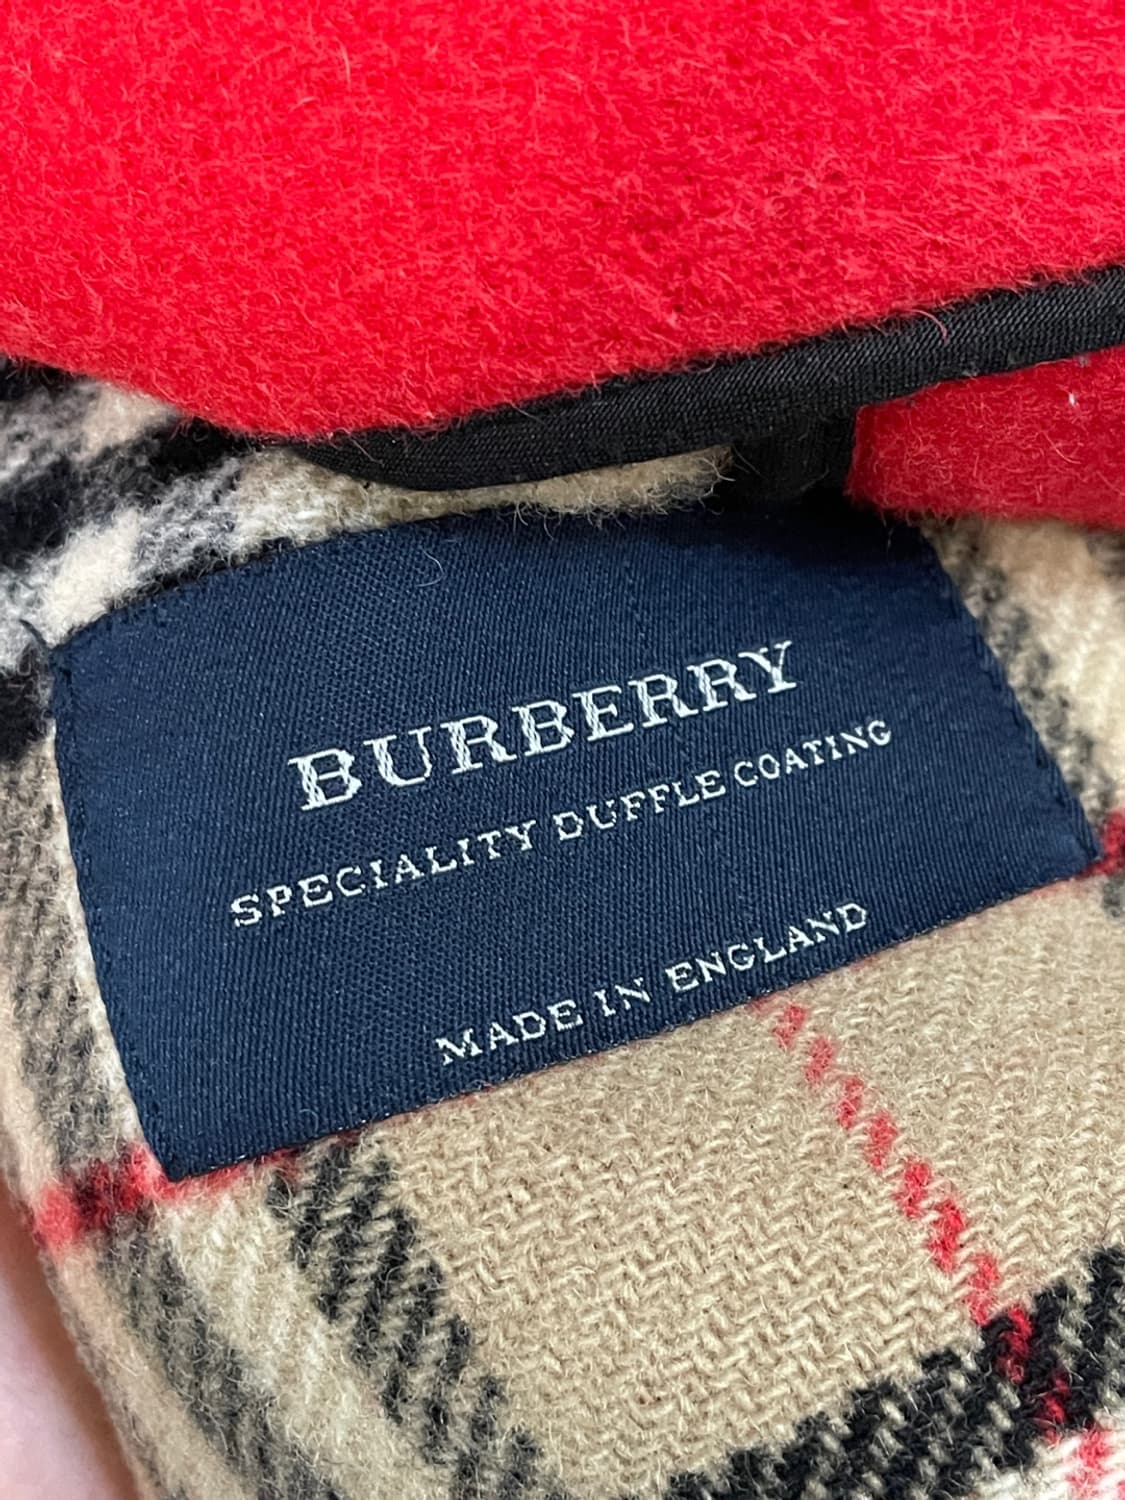 BURBERRY
SPECIALITY DUFFLE COATING
MADE IN ENGLAND